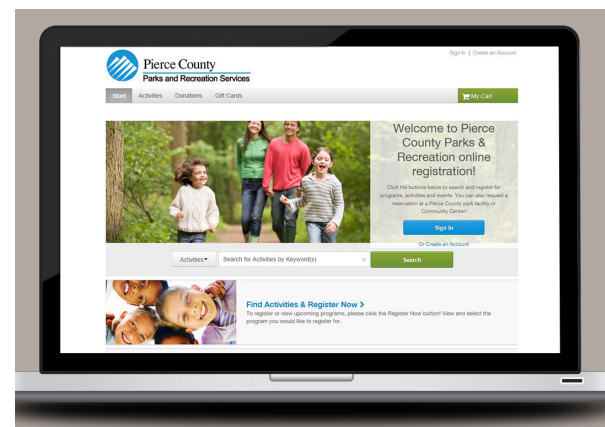 Sign In | Create an Account
Pierce County
Parks and Recreation Services
Start Activities Donations Gift Cards My Cart
Welcome to Pierce
County Parks &
Recreation online
registration!
Click the buttons below to search and register for
programs, activities and events. You can also request a
reservation at a Pierce County park facility or
Community Center!
Sign In
Or Create an Account
Activities Search for Activities by Keyword(s) Search
Find Activities & Register Now
To register or view upcoming programs, please click the Register Now button! View and select the
program you would like to register for.